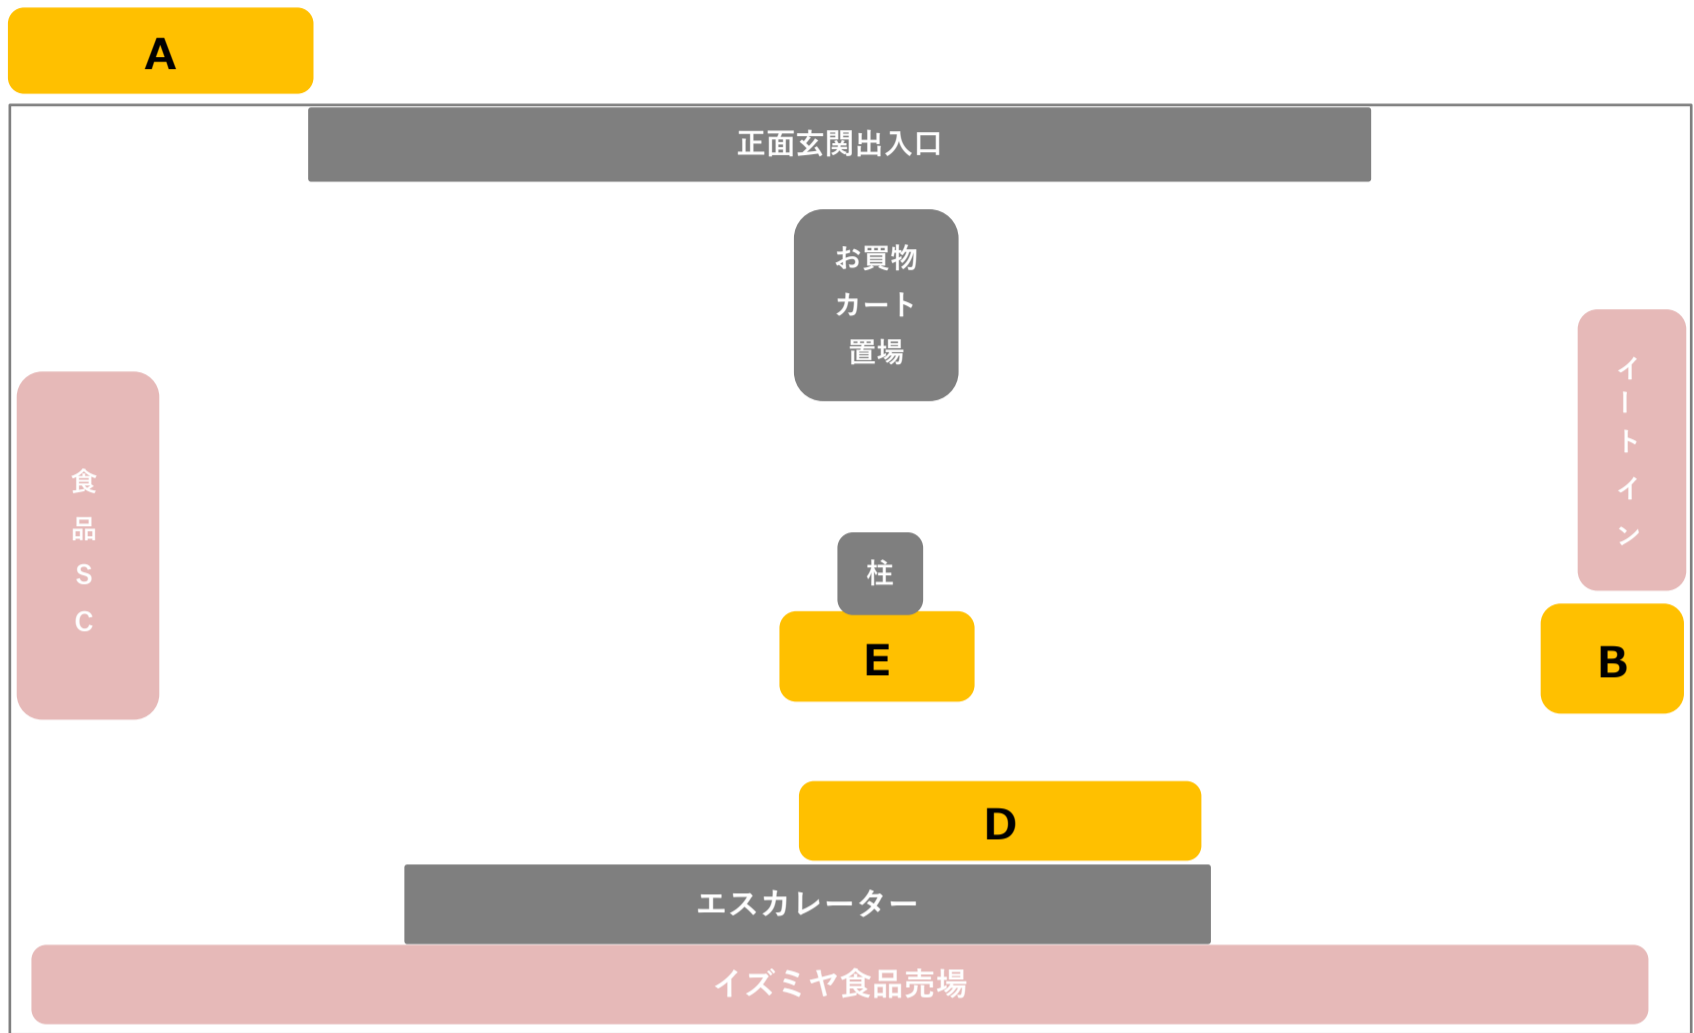 A
正面玄関出入口
お買物
カート
置場
イートイン
食品SC
柱
E
B
D
エスカレーター
イズミヤ食品売場